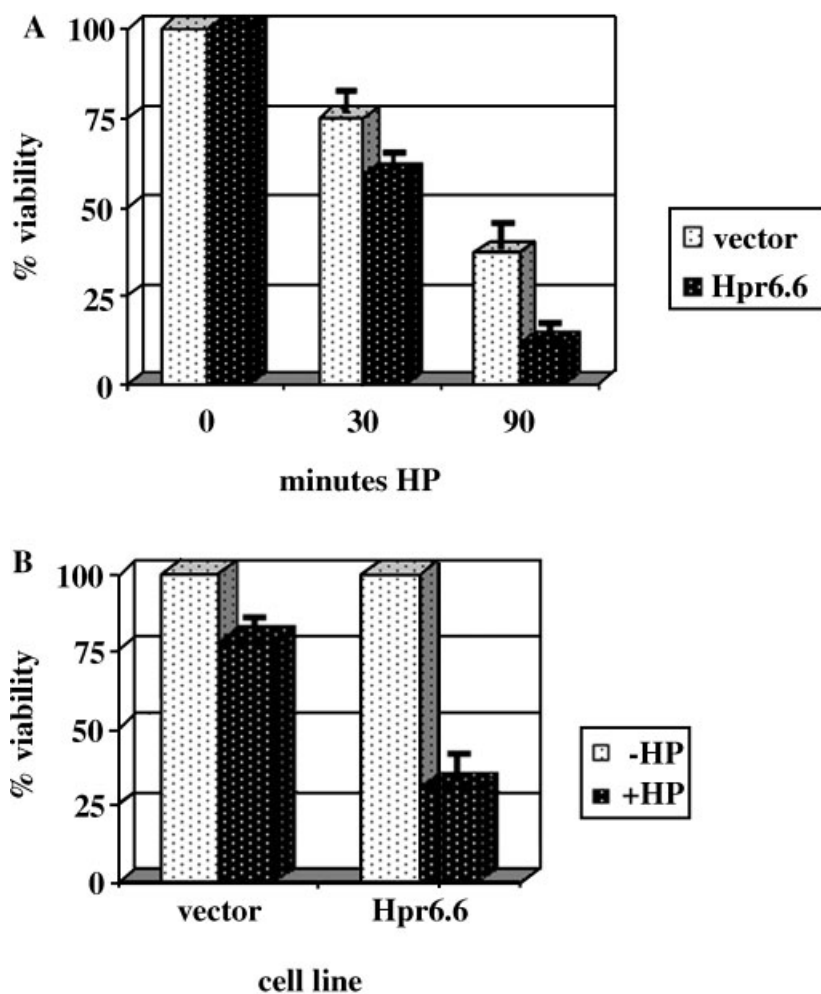 A
100
75
50
25
0
% viability
0 30 90
minutes HP
vector
Hpr6.6
B
100
75
50
25
0
% viability
vector Hpr6.6
cell line
-HP
+HP